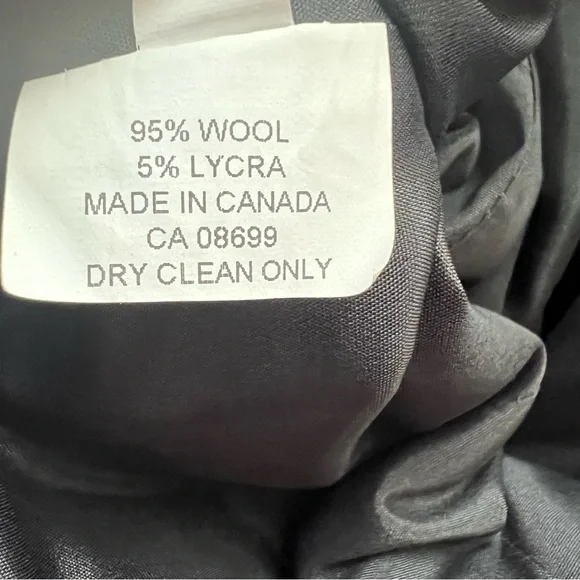 95% WOOL
5% LYCRA
MADE IN CANADA
CA 08699
DRY CLEAN ONLY